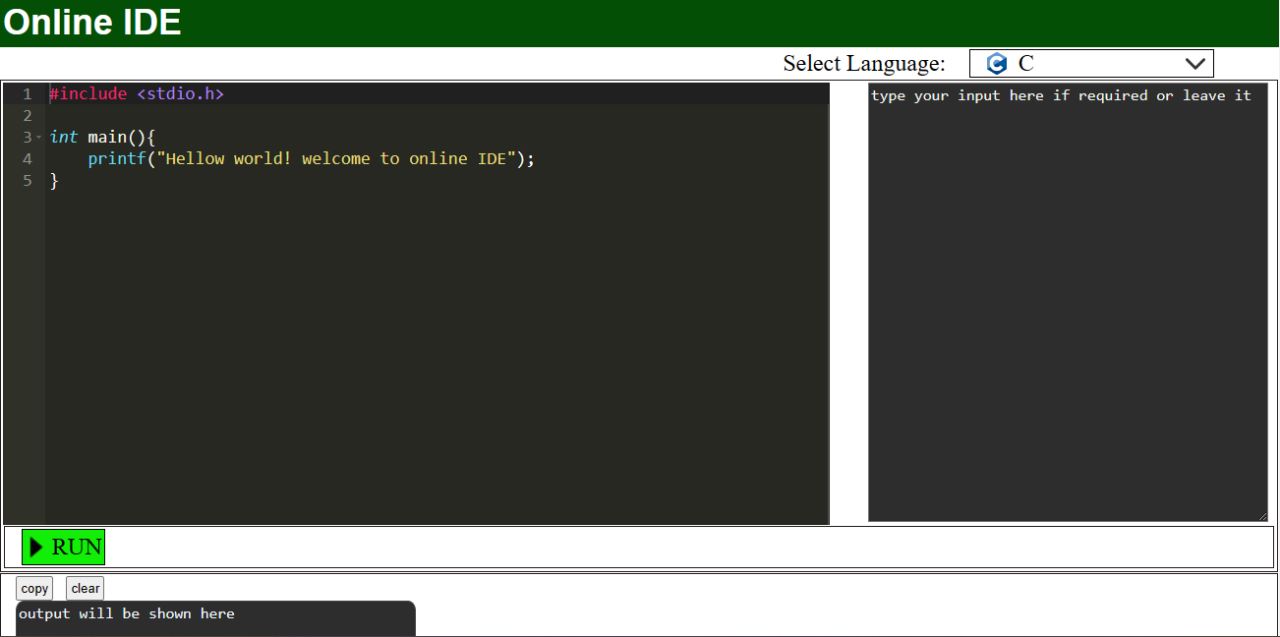 Online IDE
Select Language: C
1 #include <stdio.h>
2
3 int main(){
4     printf("Hellow world! welcome to online IDE");
5 }
type your input here if required or leave it
RUN
copy clear
output will be shown here